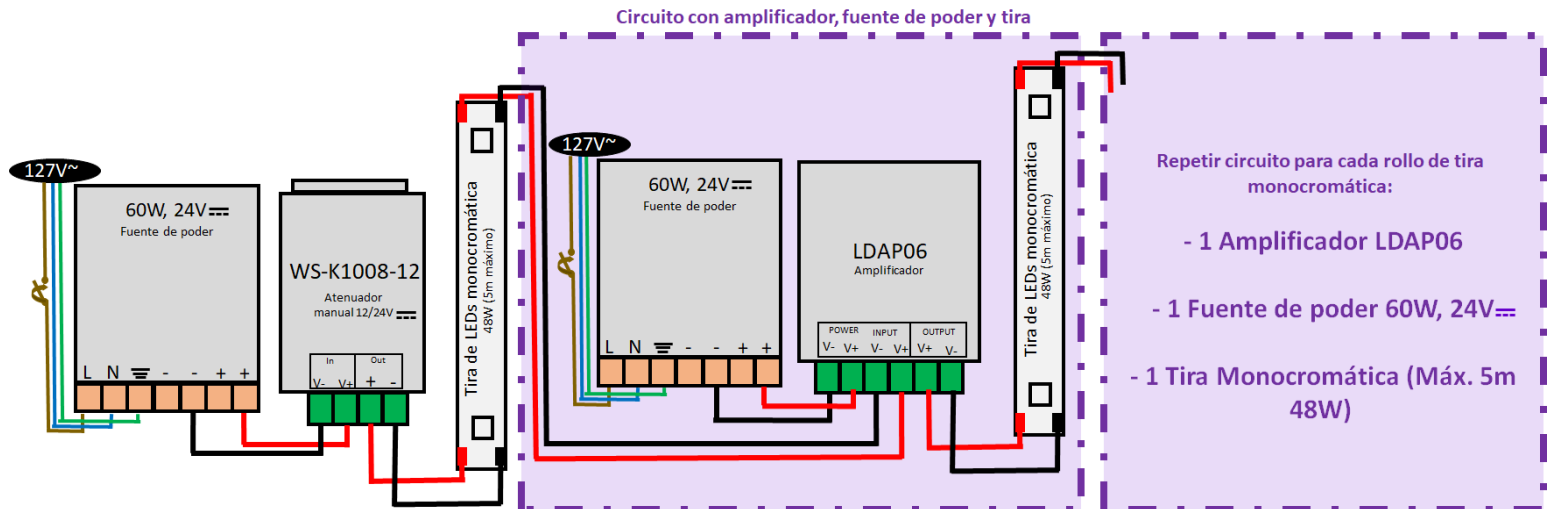 Circuito con amplificador, fuente de poder y tira
127V~
60W, 24V
Fuente de poder
L N - - + +
WS-K1008-12
Atenuador
manual 12/24V
In Out
V- V+ + -
Tira de LEDs monocromática
48W (5m máximo)
127V~
60W, 24V
Fuente de poder
L N - - + +
LDAP06
Amplificador
POWER INPUT OUTPUT
V- V+ V- V+ V+ V-
Tira de LEDs monocromática
48W (5m máximo)
Repetir circuito para cada rollo de tira
monocromática:
- 1 Amplificador LDAP06
- 1 Fuente de poder 60W, 24V
- 1 Tira Monocromática (Máx. 5m
48W)